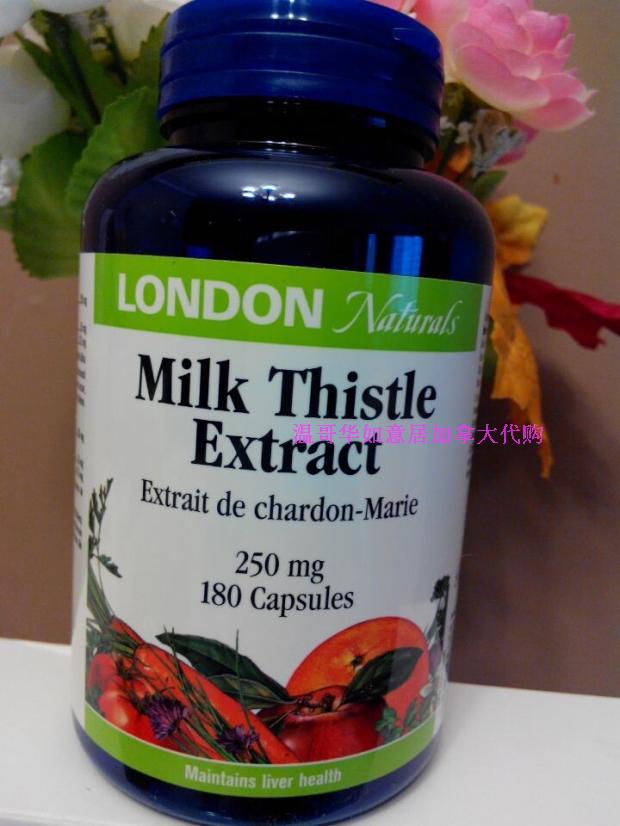 LONDON Naturals
Milk Thistle
Extract
温哥华如意居加拿大代购
Extrait de chardon-Marie
250 mg
180 Capsules
Maintains liver health